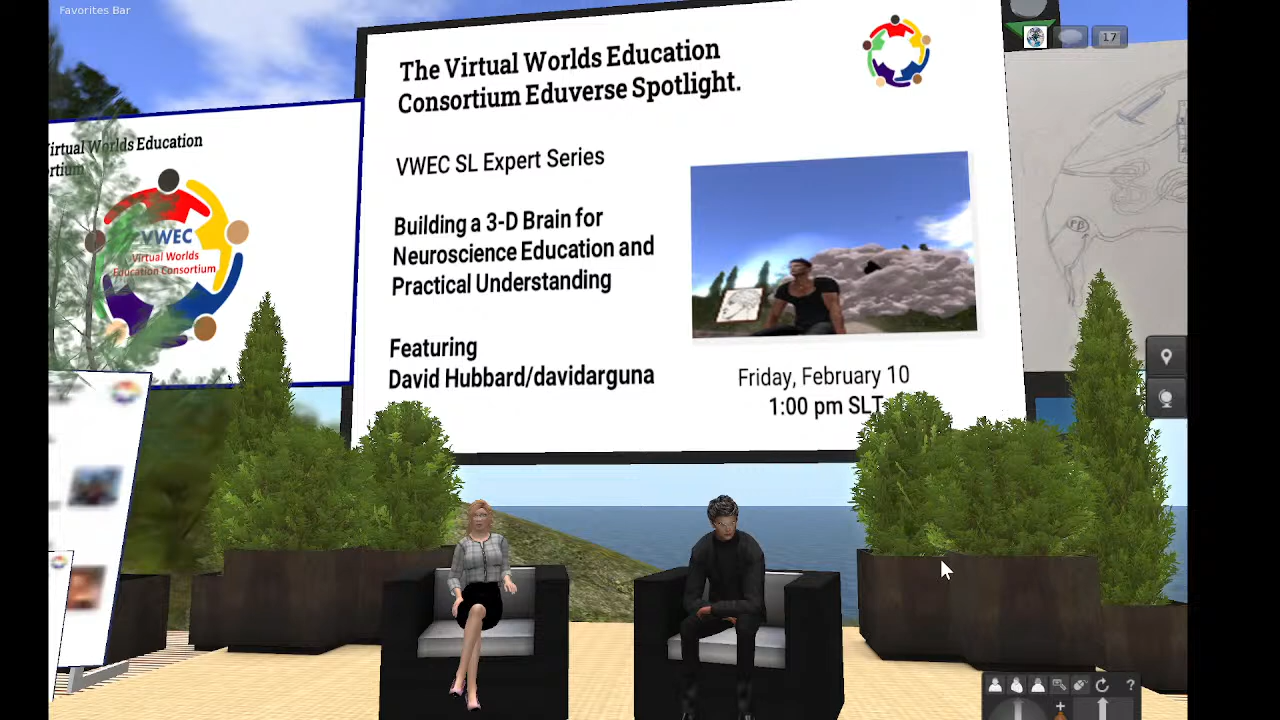 Favorites Bar
17
The Virtual Worlds Education
Consortium Eduverse Spotlight.
VWEC SL Expert Series
Building a 3-D Brain for
Neuroscience Education and
Practical Understanding
Featuring
David Hubbard/davidarguna
Friday, February 10
1:00 pm SLT
Virtual Worlds Education
VWEC
Virtual Worlds
Education Consortium
?